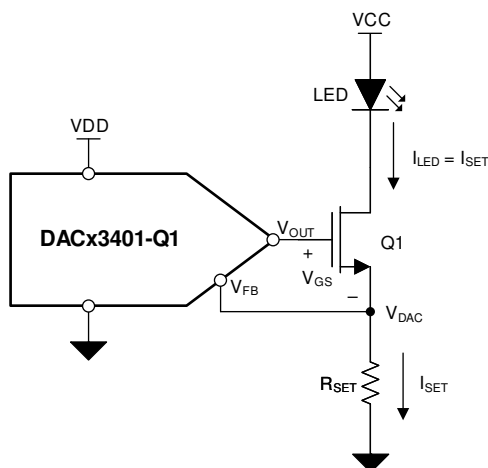 VCC
LED
VDD
I_LED = I_SET
DACx3401-Q1
V_OUT
+
Q1
V_GS
V_FB
–
V_DAC
R_SET
I_SET